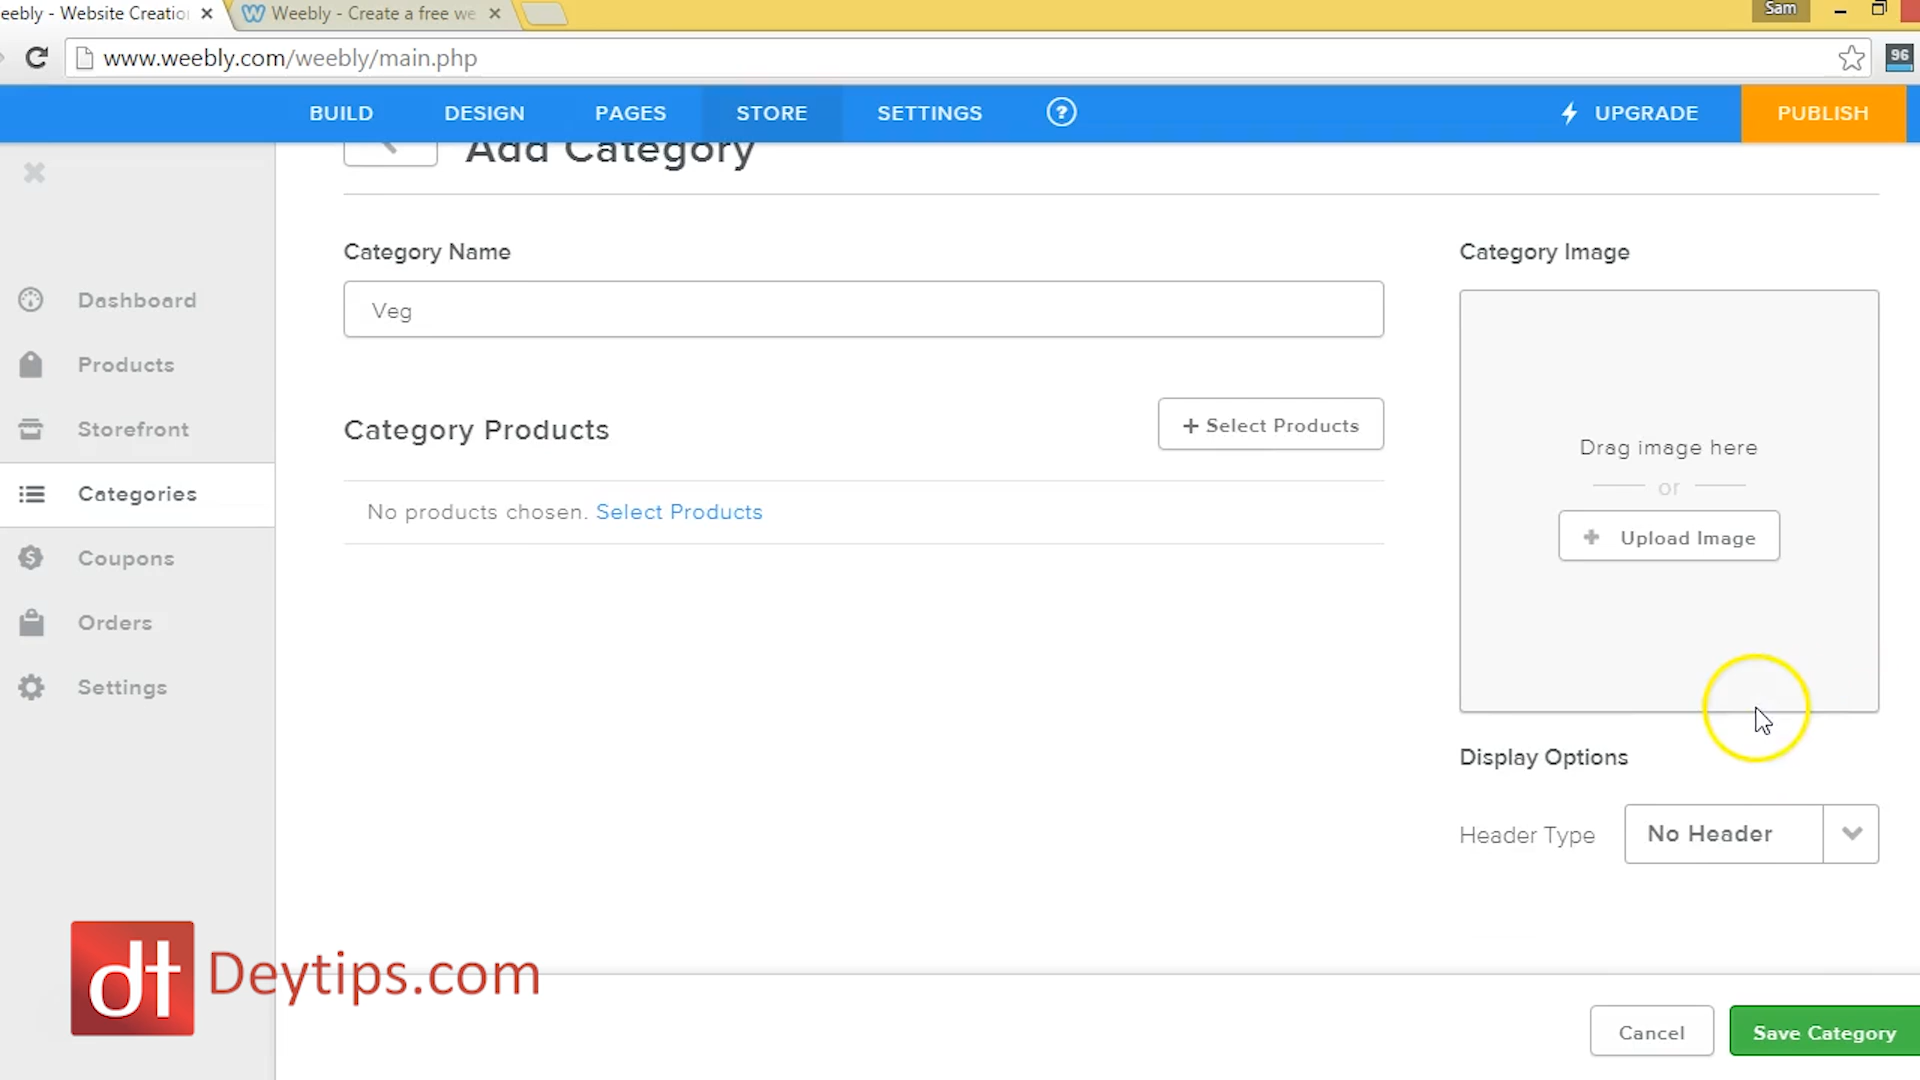 eebly - Website Creatio
Weebly - Create a free we
Sam
www.weebly.com/weebly/main.php
96
BUILD
DESIGN
PAGES
STORE
SETTINGS
?
UPGRADE
PUBLISH
Add Category
Dashboard
Products
Storefront
Categories
Coupons
Orders
Settings
Category Name
Veg
Category Products
+ Select Products
No products chosen. Select Products
Category Image
Drag image here
or
+ Upload Image
Display Options
Header Type
No Header
dt
Deytips.com
Cancel
Save Category